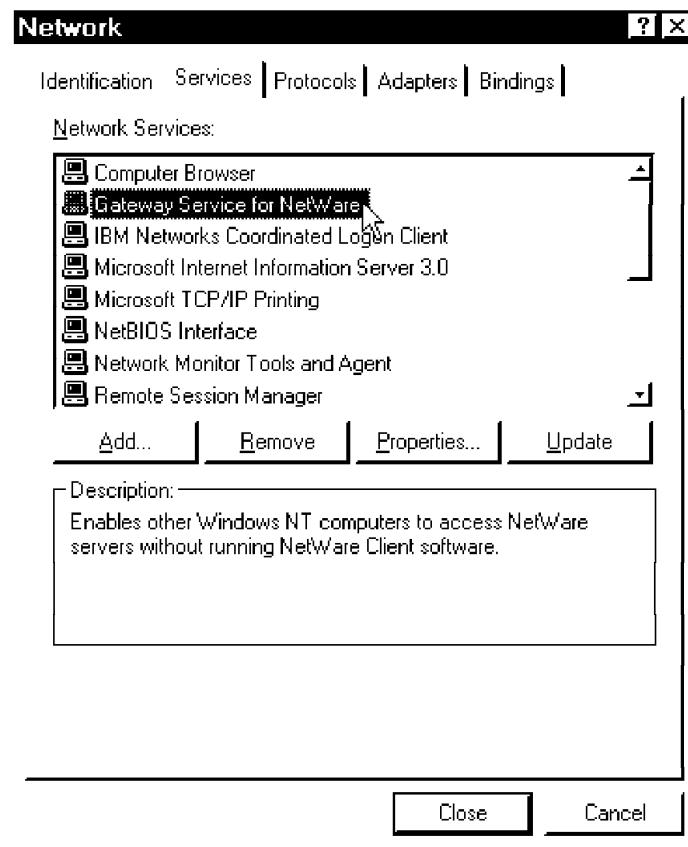 Network
Identification Services Protocols Adapters Bindings
Network Services:
Computer Browser
Gateway Service for NetWare
IBM Networks Coordinated Logon Client
Microsoft Internet Information Server 3.0
Microsoft TCP/IP Printing
NetBIOS Interface
Network Monitor Tools and Agent
Remote Session Manager
Add... Remove Properties... Update
Description:
Enables other Windows NT computers to access NetWare
servers without running NetWare Client software.
Close Cancel